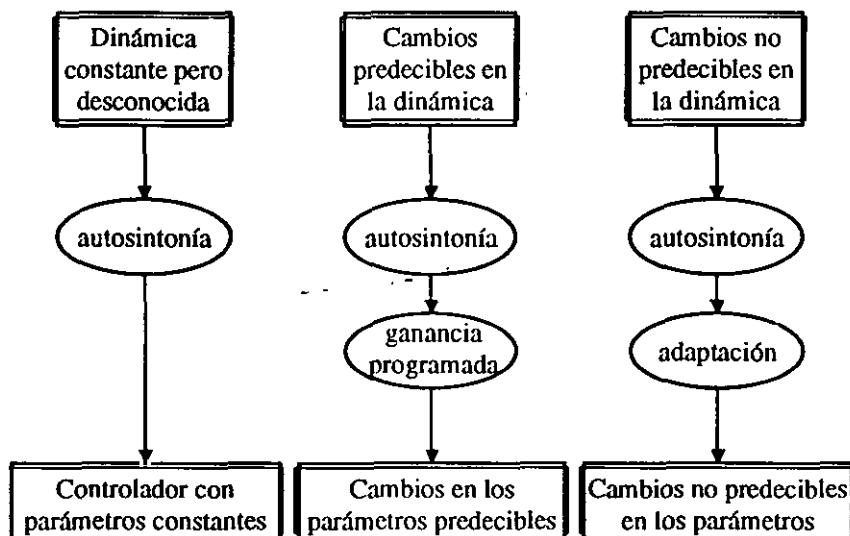 Dinámica
constante pero
desconocida
Cambios
predecibles en
la dinámica
Cambios no
predecibles en
la dinámica
autosintonía
autosintonía
autosintonía
ganancia
programada
adaptación
Controlador con
parámetros constantes
Cambios en los
parámetros predecibles
Cambios no predecibles
en los parámetros